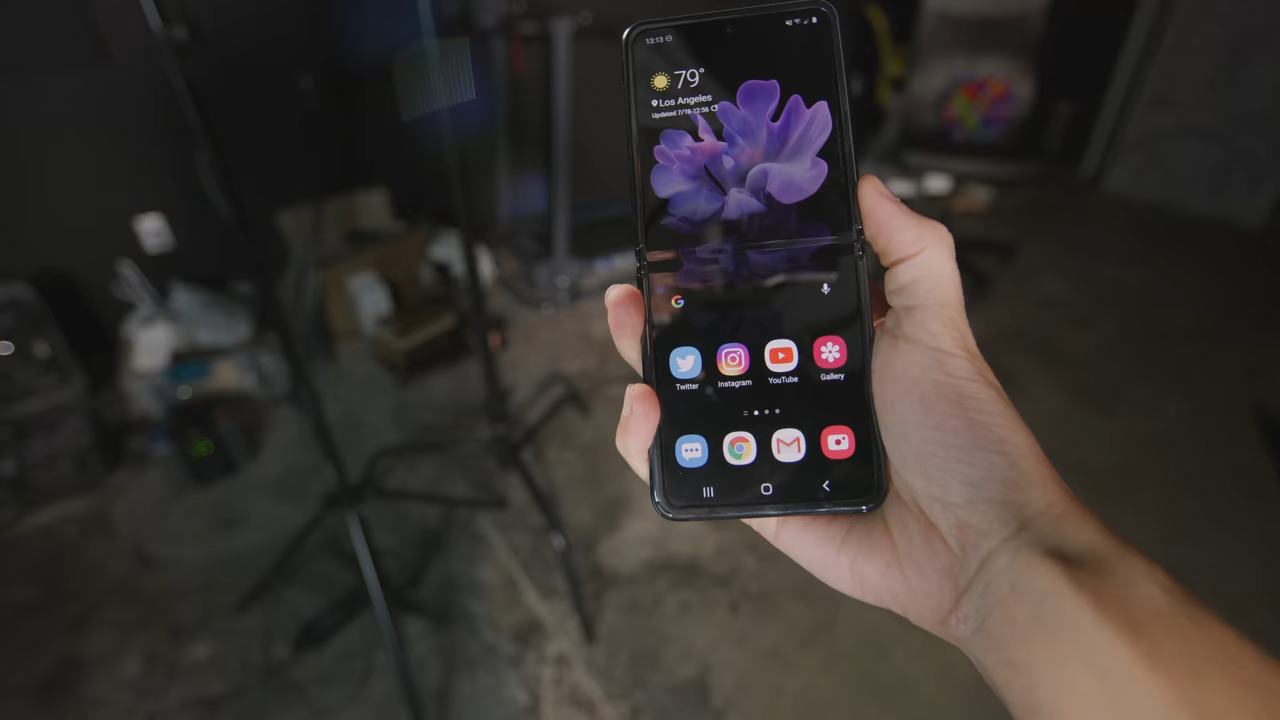 13:13
79°
Los Angeles
Updated 7/16 12:56
Twitter
Instagram
YouTube
Gallery